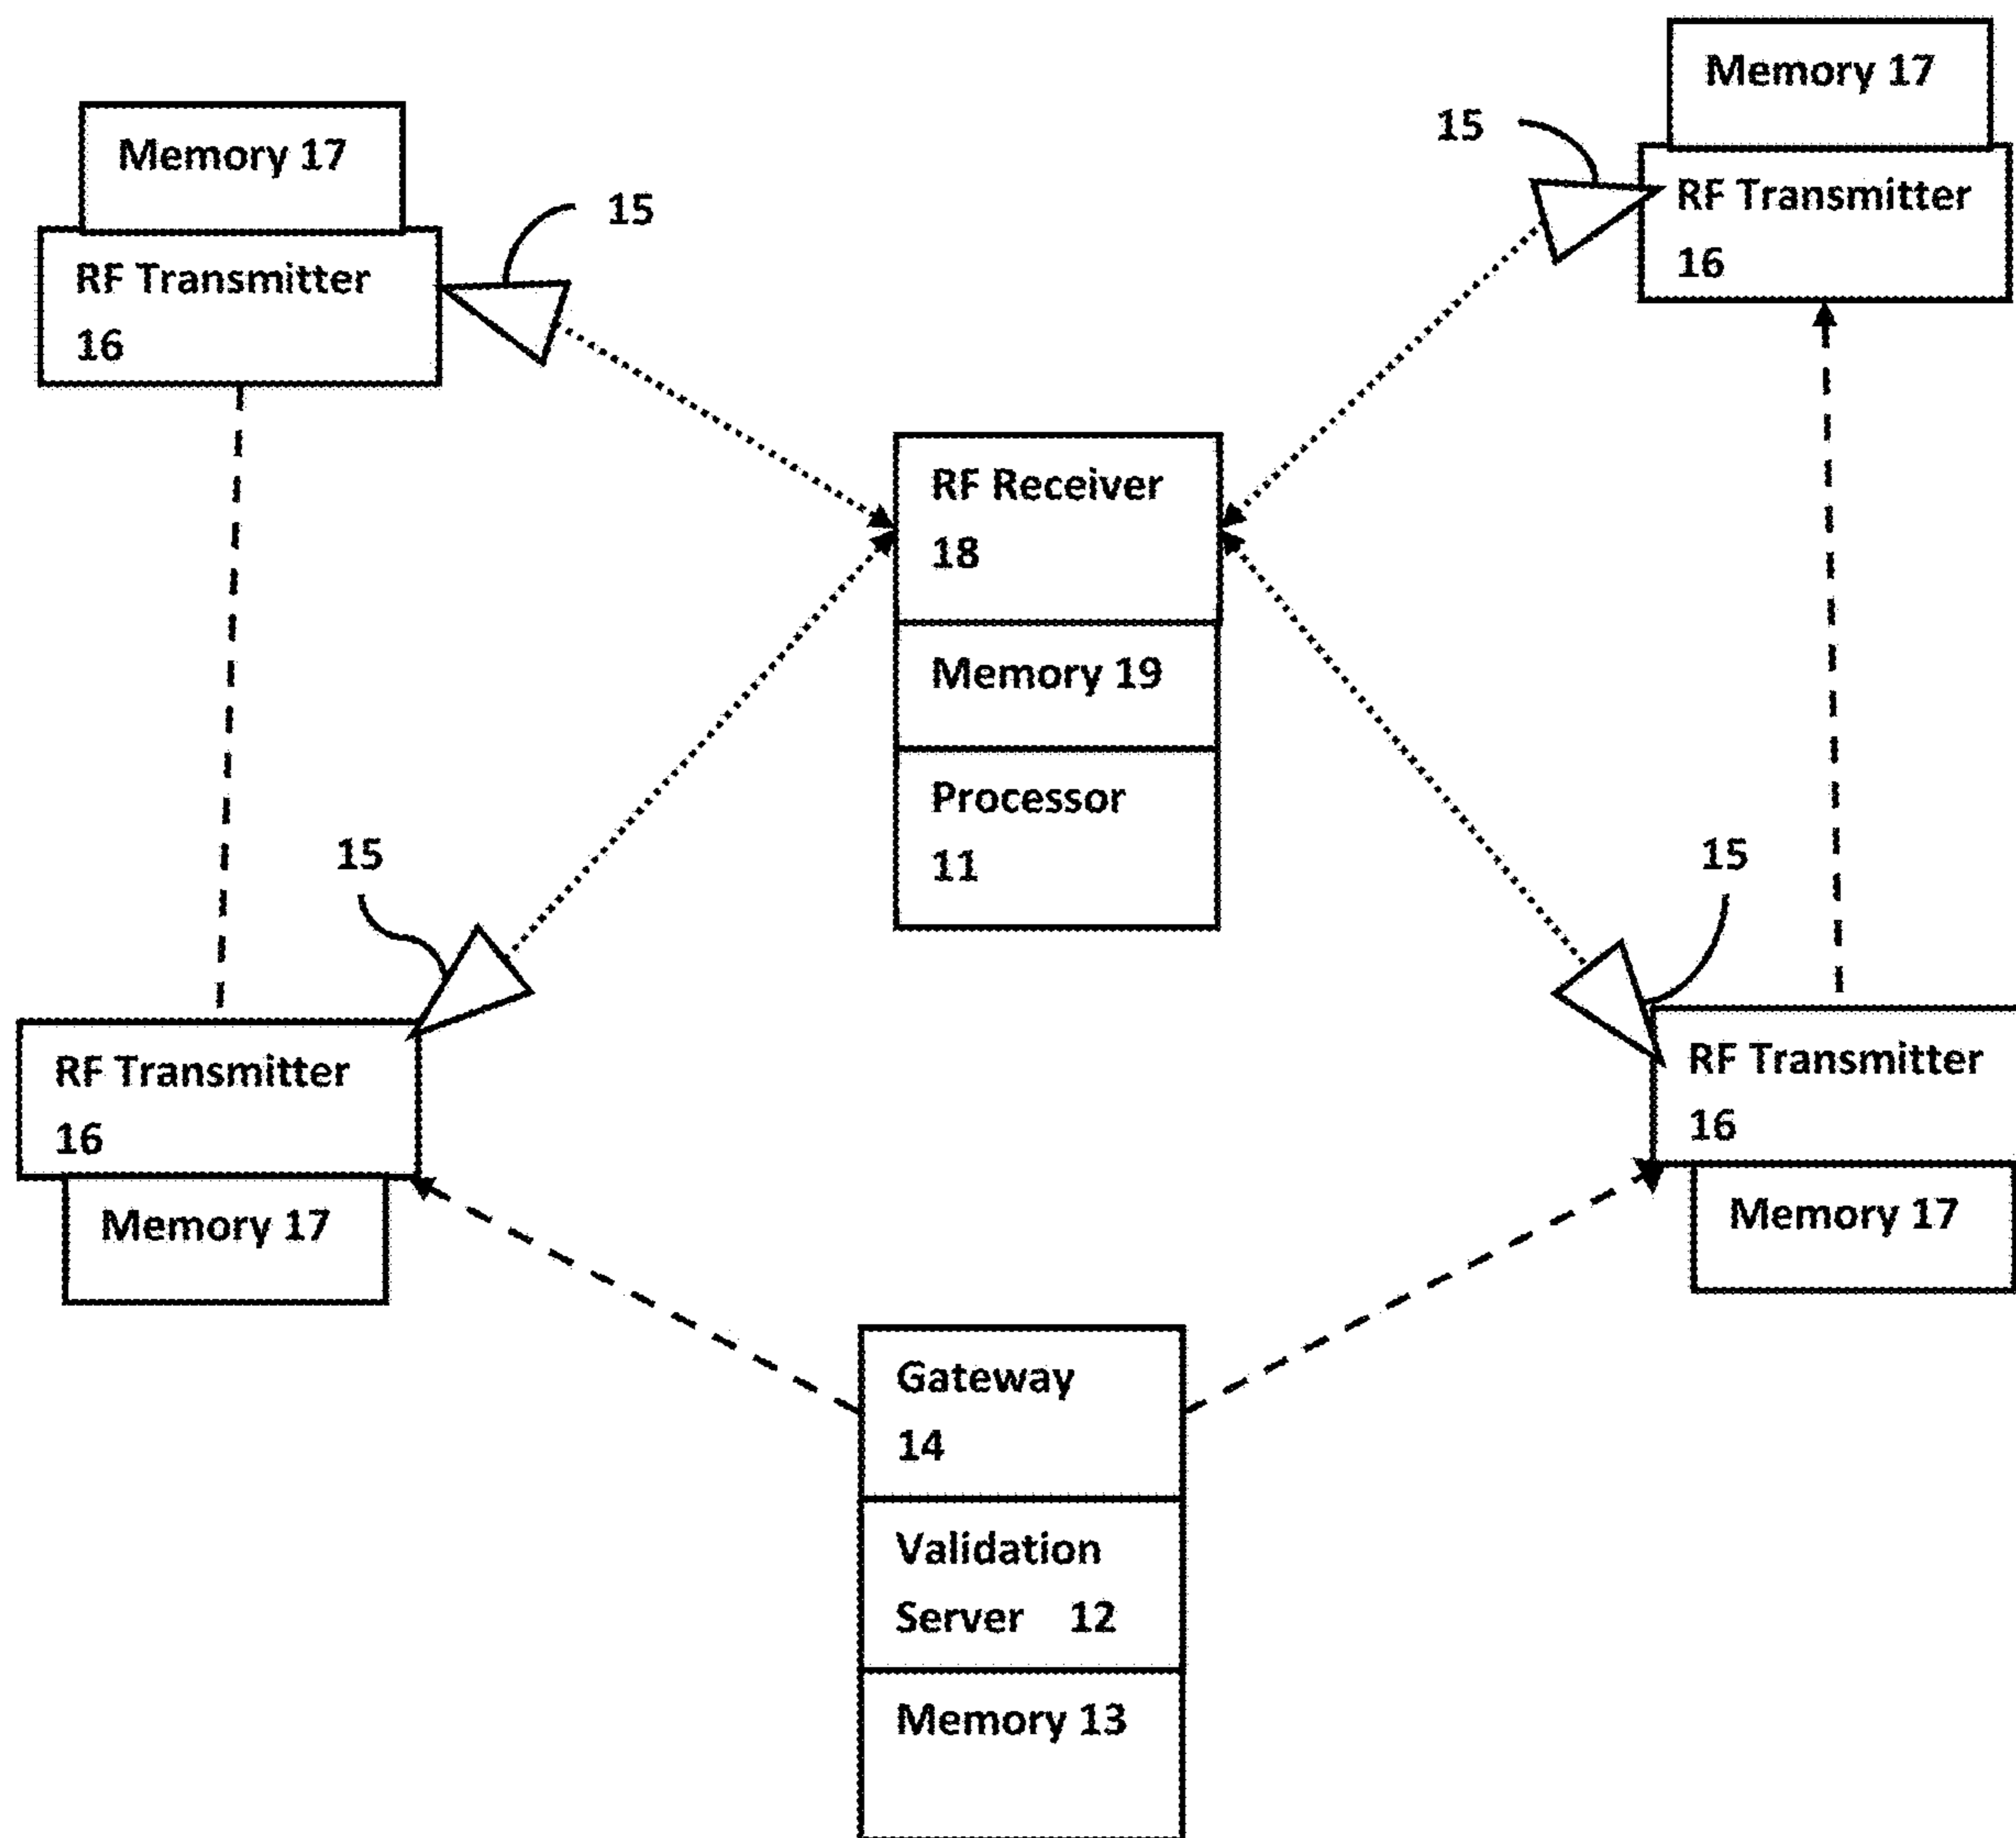 Memory 17
15
Memory 17
RF Transmitter
16
15
RF Transmitter
16
RF Receiver
18
Memory 19
Processor
11
15
15
RF Transmitter
16
Memory 17
RF Transmitter
16
Memory 17
Gateway
14
Validation
Server 12
Memory 13